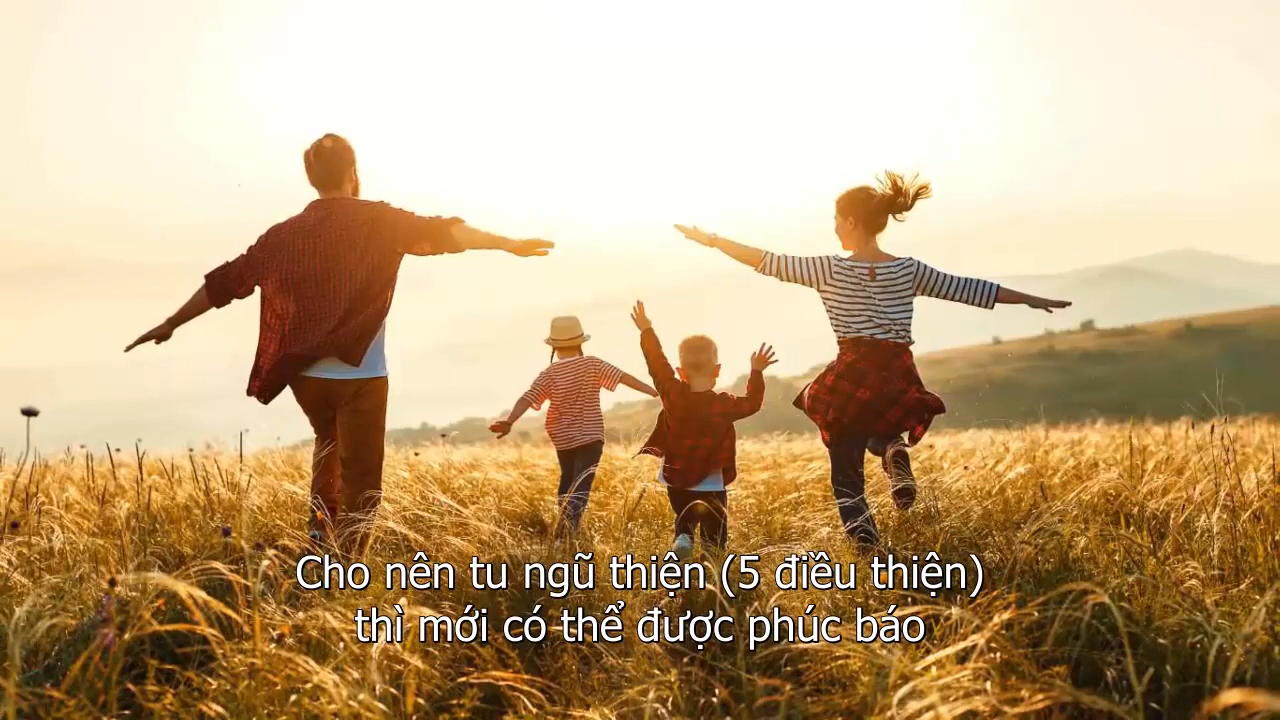 Cho nên tu ngũ thiện (5 điều thiện)
thì mới có thể được phúc báo